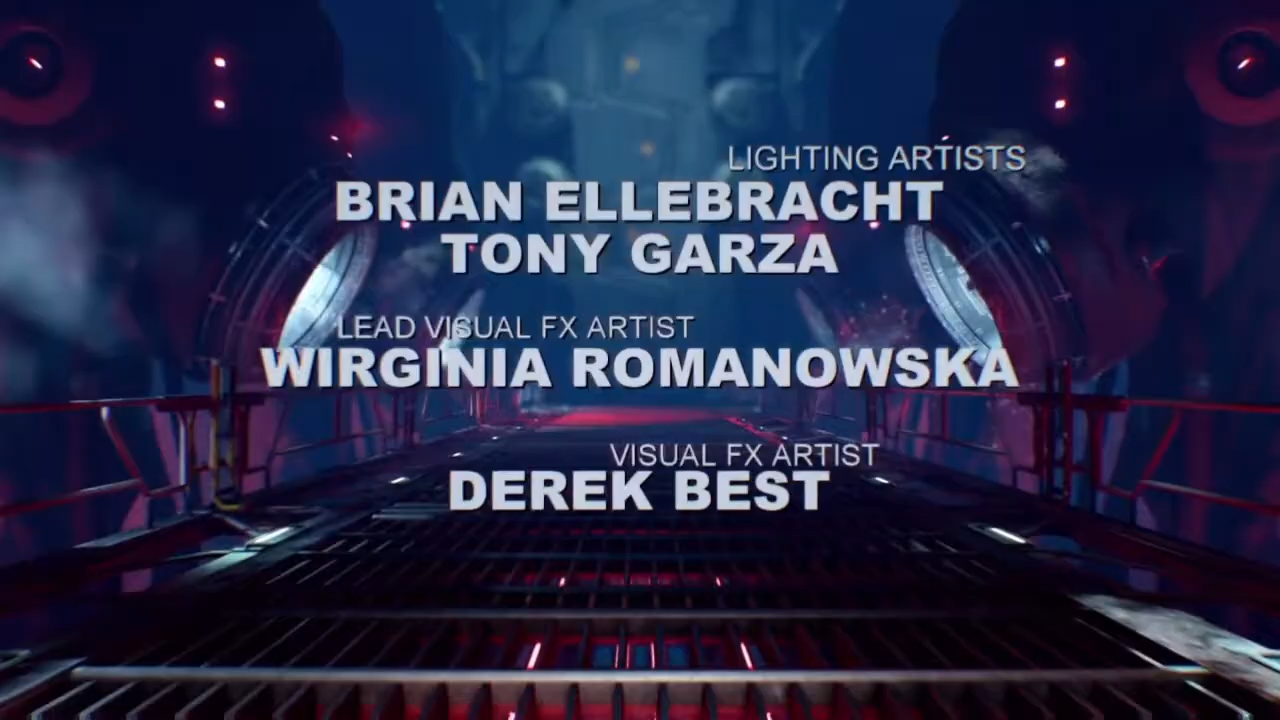 LIGHTING ARTISTS
BRIAN ELLEBRACHT
TONY GARZA
LEAD VISUAL FX ARTIST
WIRGINIA ROMANOWSKA
VISUAL FX ARTIST
DEREK BEST